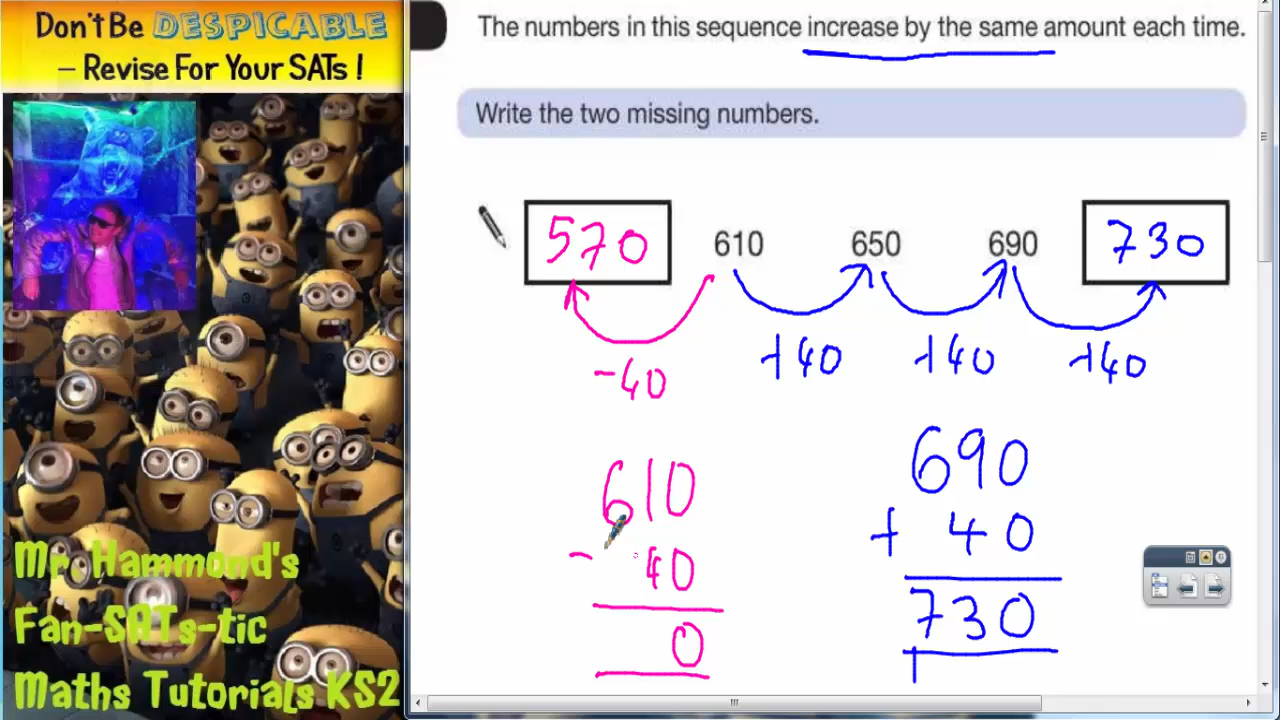 Don't Be DESPICABLE
– Revise For Your SATs !
Mr Hammond's
Fan-SATs-tic
Maths Tutorials KS2
The numbers in this sequence increase by the same amount each time.
Write the two missing numbers.
570 610 650 690 730
-40 +40 +40 +40
610
- 40
0
690
+ 40
730
1